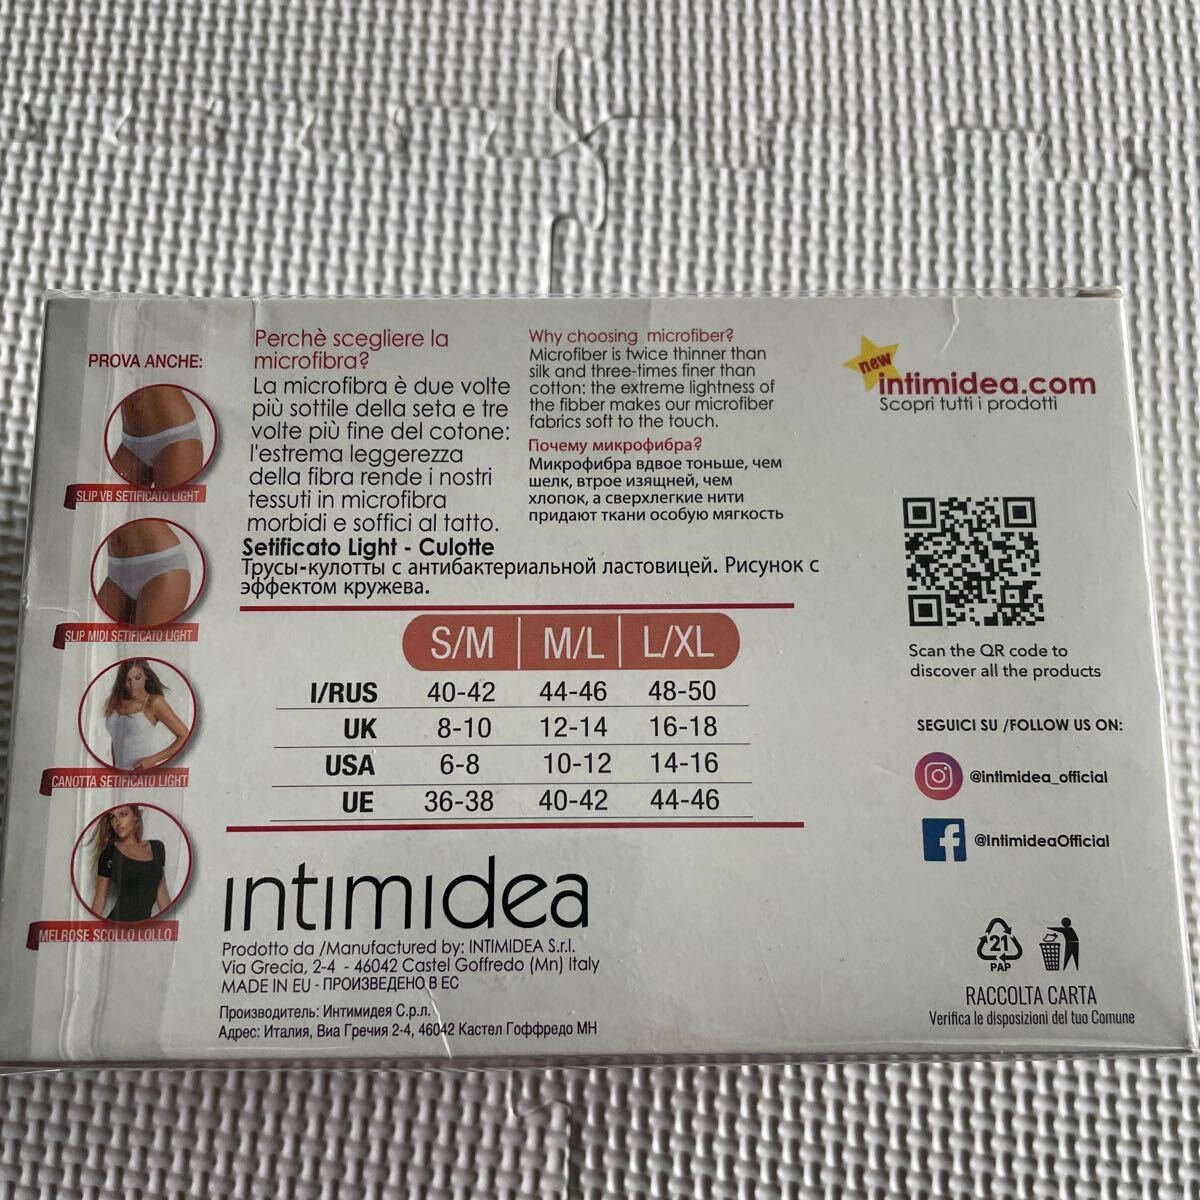 PROVA ANCHE:
SLIP VB SETIFICATO LIGHT
SLIP MIDI SETIFICATO LIGHT
CANOTTA SETIFICATO LIGHT
MELROSE SCOLLO LOLLO
Perchè scegliere la
microfibra?
La microfibra è due volte
più sottile della seta e tre
volte più fine del cotone:
l'estrema leggerezza
della fibra rende i nostri
tessuti in microfibra
morbidi e soffici al tatto.
Why choosing microfiber?
Microfiber is twice thinner than
silk and three-times finer than
cotton: the extreme lightness of
the fibber makes our microfiber
fabrics soft to the touch.
Почему микрофибра?
Микрофибра вдвое тоньше, чем
шелк, втрое изящней, чем
хлопок, а сверхлегкие нити
придают ткани особую мягкость
Setificato Light - Culotte
Трусы-кулотты с антибактериальной ластовицей. Рисунок с
эффектом кружева.
S/M M/L L/XL
I/RUS 40-42 44-46 48-50
UK 8-10 12-14 16-18
USA 6-8 10-12 14-16
UE 36-38 40-42 44-46
intimidea
Prodotto da /Manufactured by: INTIMIDEA S.r.l.
Via Grecia, 2-4 - 46042 Castel Goffredo (Mn) Italy
MADE IN EU - ПРОИЗВЕДЕНО В ЕС
Производитель: Интимидея С.р.л.
Адрес: Италия, Виа Гречия 2-4, 46042 Кастел Гоффредо МН
new
intimidea.com
Scopri tutti i prodotti
Scan the QR code to
discover all the products
SEGUICI SU /FOLLOW US ON:
@intimidea_official
@IntimideaOfficial
21
PAP
RACCOLTA CARTA
Verifica le disposizioni del tuo Comune